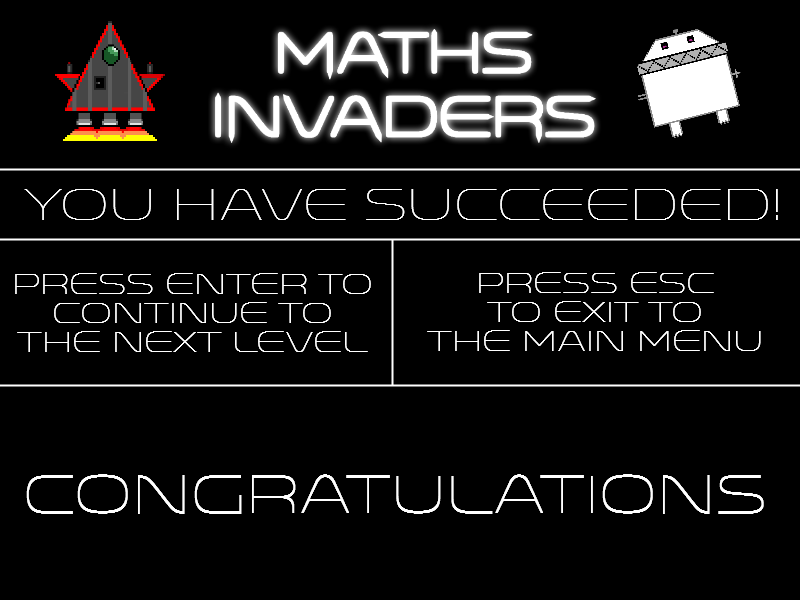 MATHS
INVADERS
YOU HAVE SUCCEEDED!
PRESS ENTER TO
CONTINUE TO
THE NEXT LEVEL
PRESS ESC
TO EXIT TO
THE MAIN MENU
CONGRATULATIONS